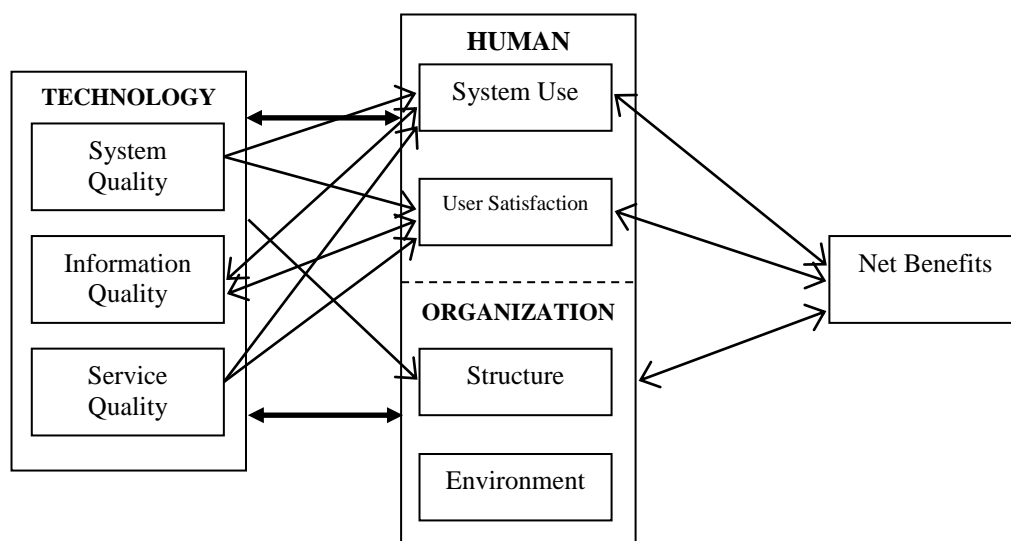 TECHNOLOGY
System
Quality
Information
Quality
Service
Quality
HUMAN
System Use
User Satisfaction
ORGANIZATION
Structure
Environment
Net Benefits